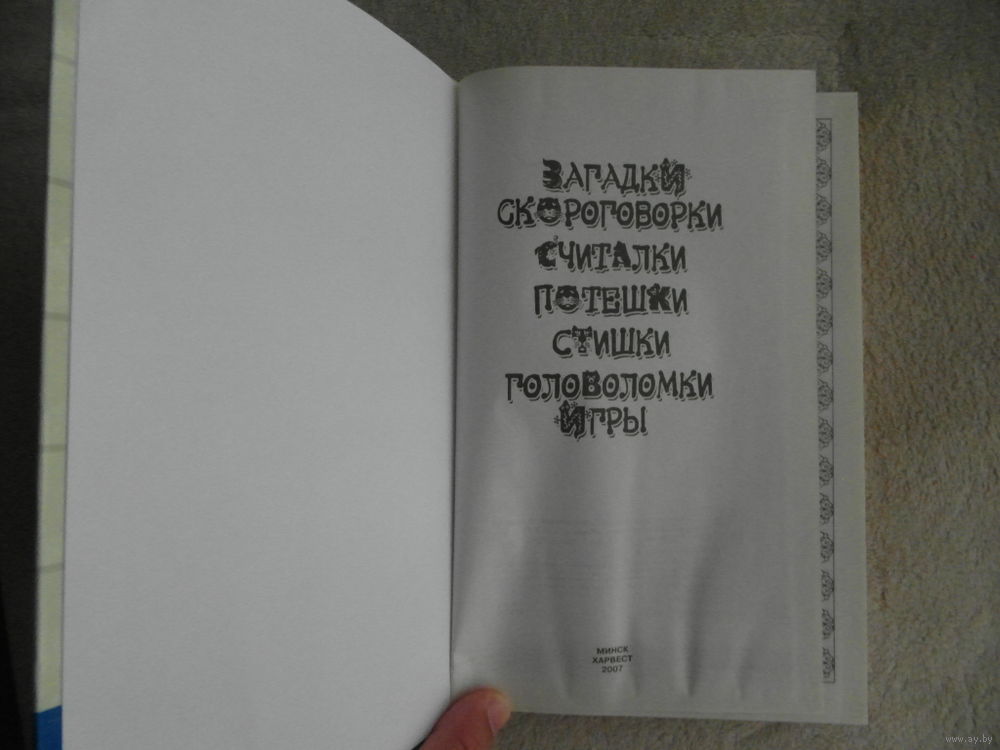 ЗАГАДКИ
СКОРОГОВОРКИ
СЧИТАЛКИ
ПОТЕШКИ
СТИШКИ
ГОЛОВОЛОМКИ
ИГРЫ
МИНСК
ХАРВЕСТ
2007
www.ay.by